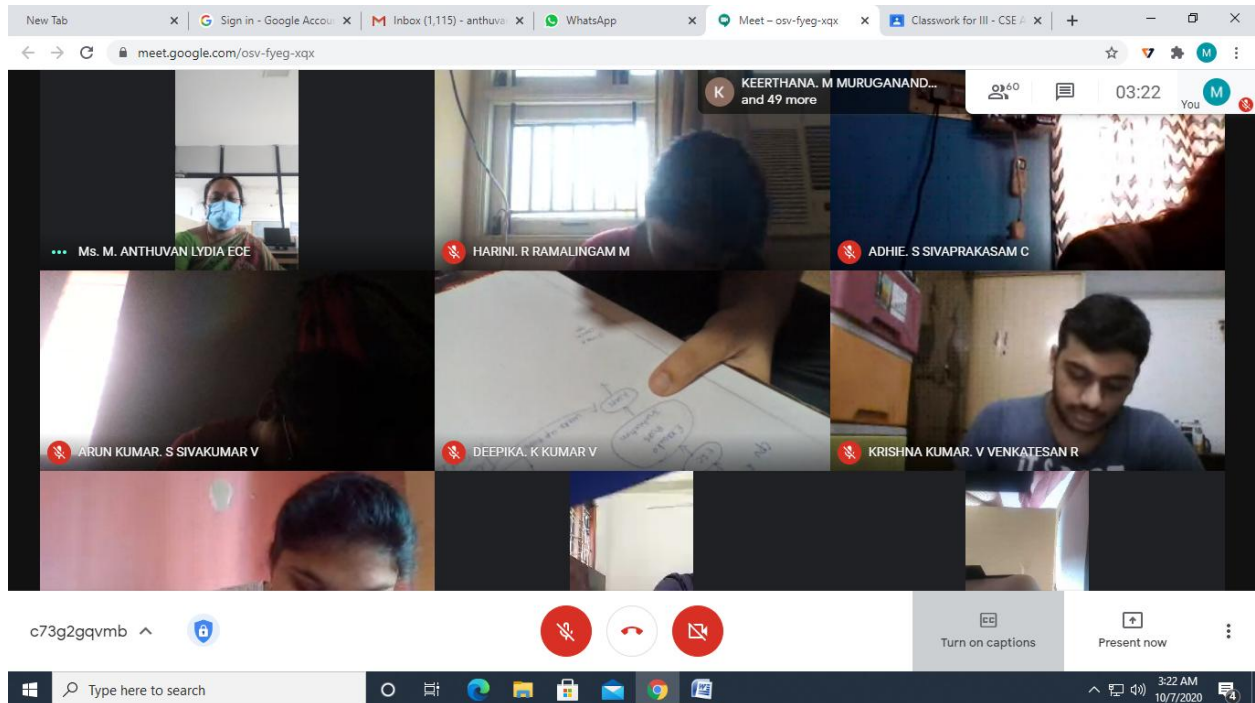 New Tab
Sign in - Google Accou
Inbox (1,115) - anthuva
WhatsApp
Meet – osv-fyeg-xqx
Classwork for III - CSE A
meet.google.com/osv-fyeg-xqx
M
K
KEERTHANA. M MURUGANAND...
and 49 more
60
03:22
You
M
Ms. M. ANTHUVAN LYDIA ECE
HARINI. R RAMALINGAM M
ADHIE. S SIVAPRAKASAM C
ARUN KUMAR. S SIVAKUMAR V
DEEPIKA. K KUMAR V
KRISHNA KUMAR. V VENKATESAN R
c73g2gqvmb
CC
Turn on captions
Present now
Type here to search
3:22 AM
10/7/2020
4